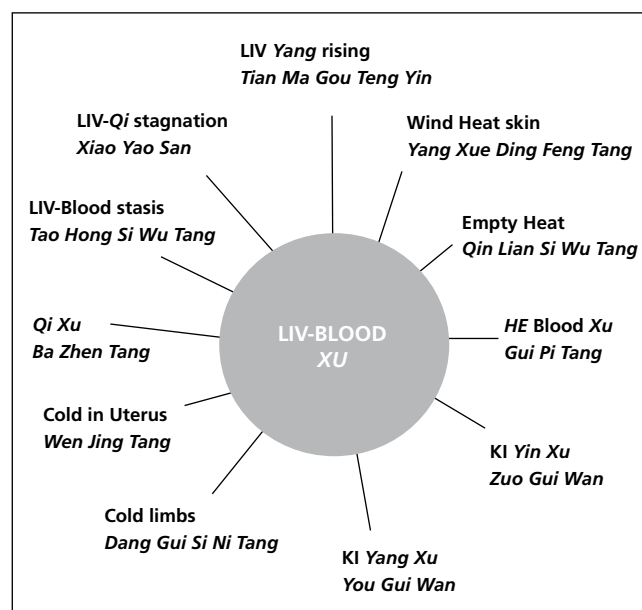 LIV Yang rising
Tian Ma Gou Teng Yin
Wind Heat skin
Yang Xue Ding Feng Tang
Empty Heat
Qin Lian Si Wu Tang
HE Blood Xu
Gui Pi Tang
KI Yin Xu
Zuo Gui Wan
KI Yang Xu
You Gui Wan
Cold limbs
Dang Gui Si Ni Tang
Cold in Uterus
Wen Jing Tang
Qi Xu
Ba Zhen Tang
LIV-Blood stasis
Tao Hong Si Wu Tang
LIV-Qi stagnation
Xiao Yao San
LIV-BLOOD
XU